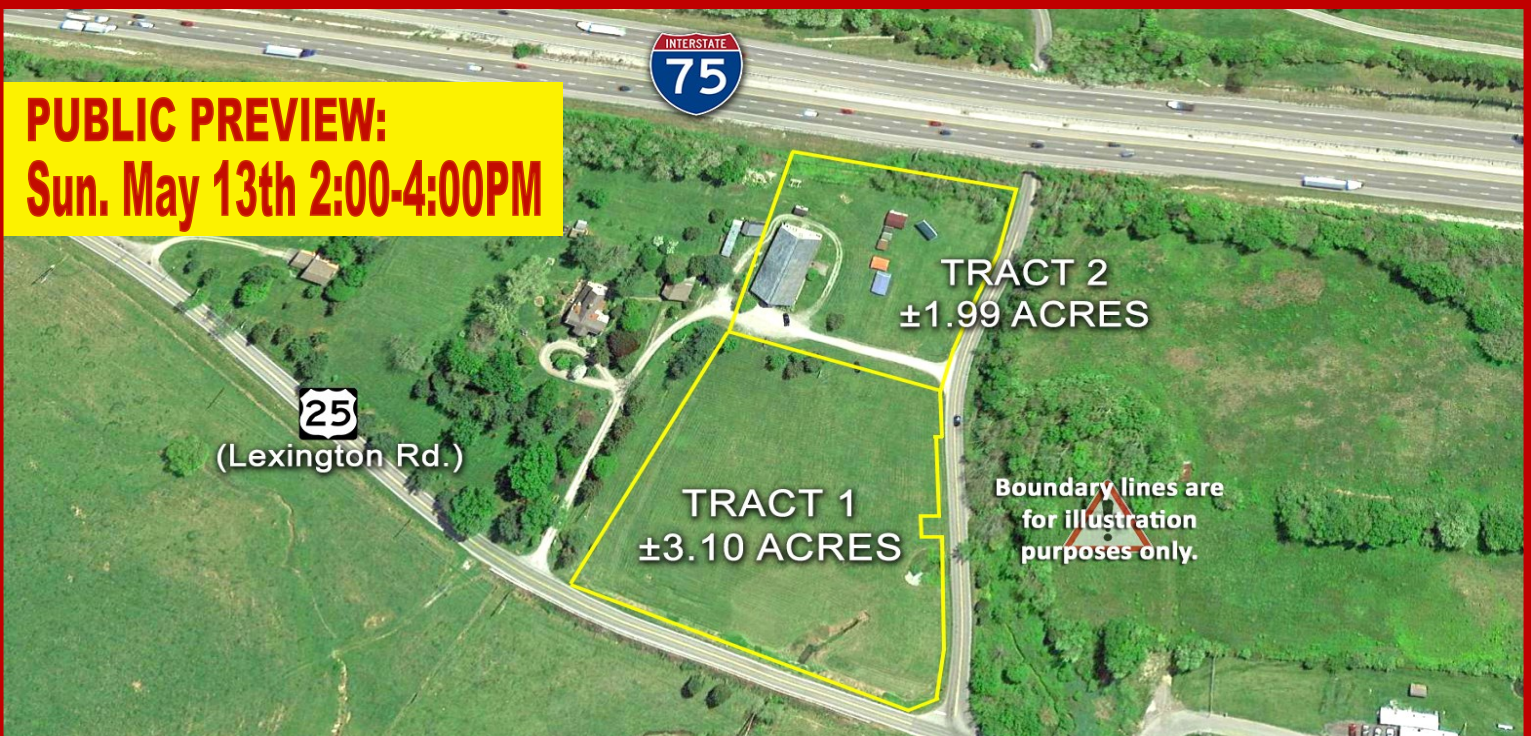 INTERSTATE
75
PUBLIC PREVIEW:
Sun. May 13th 2:00-4:00PM
TRACT 2
±1.99 ACRES
25
(Lexington Rd.)
TRACT 1
±3.10 ACRES
Boundary lines are
for illustration
purposes only.